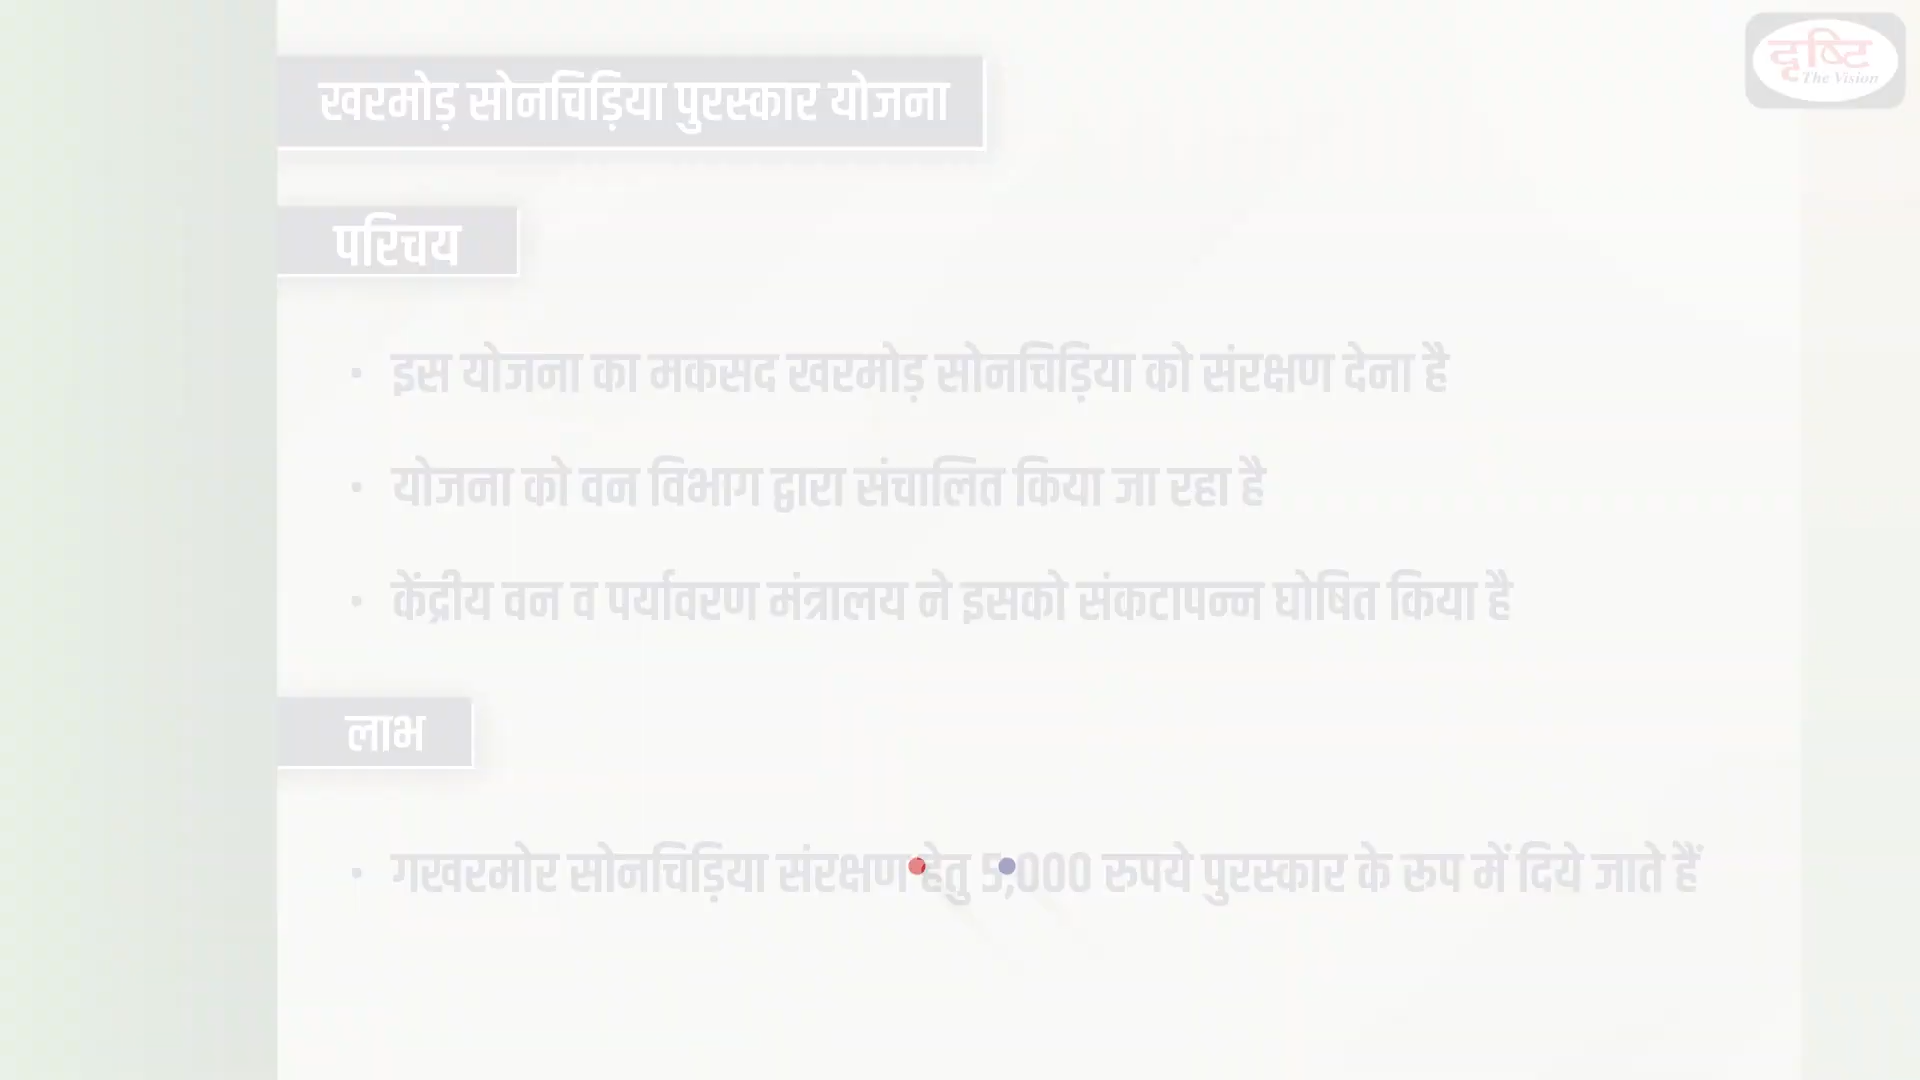 दृष्टि
The Vision
खरमोड़ सोनचिड़िया पुरस्कार योजना
परिचय
• इस योजना का मकसद खरमोड़ सोनचिड़िया को संरक्षण देना है
• योजना को वन विभाग द्वारा संचालित किया जा रहा है
• केंद्रीय वन व पर्यावरण मंत्रालय ने इसको संकटापन्न घोषित किया है
लाभ
• गखरमोर सोनचिड़िया संरक्षण हेतु 5,000 रुपये पुरस्कार के रूप में दिये जाते हैं